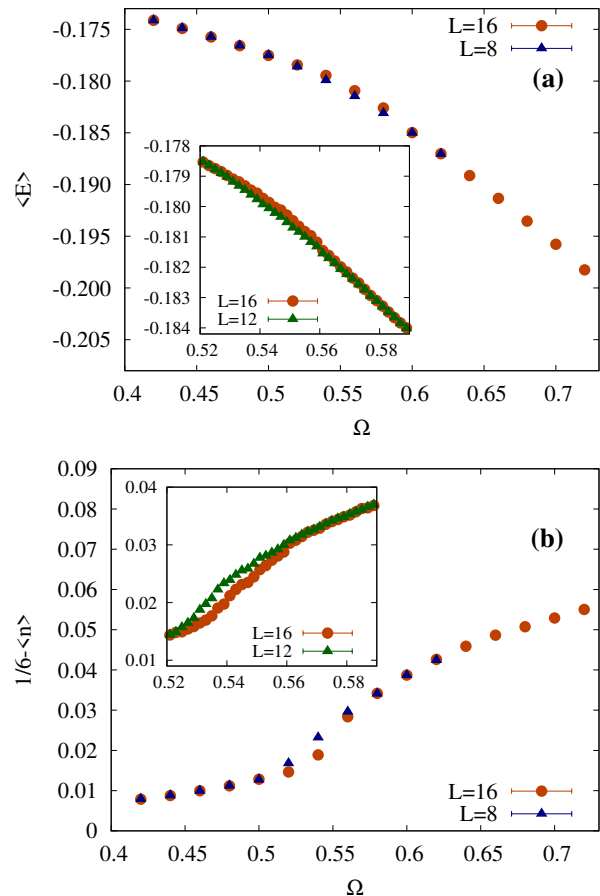 -0.175
-0.180
-0.185
-0.190
-0.195
-0.200
-0.205
<E>
L=16
L=8
(a)
-0.178
-0.179
-0.180
-0.181
-0.182
-0.183
-0.184
L=16
L=12
0.52 0.54 0.56 0.58
0.4 0.45 0.5 0.55 0.6 0.65 0.7
Ω
0.09
0.08
0.07
0.06
0.05
0.04
0.03
0.02
0.01
0
1/6-<n>
0.04
0.03
0.02
0.01
L=16
L=12
0.52 0.54 0.56 0.58
(b)
L=16
L=8
0.4 0.45 0.5 0.55 0.6 0.65 0.7
Ω